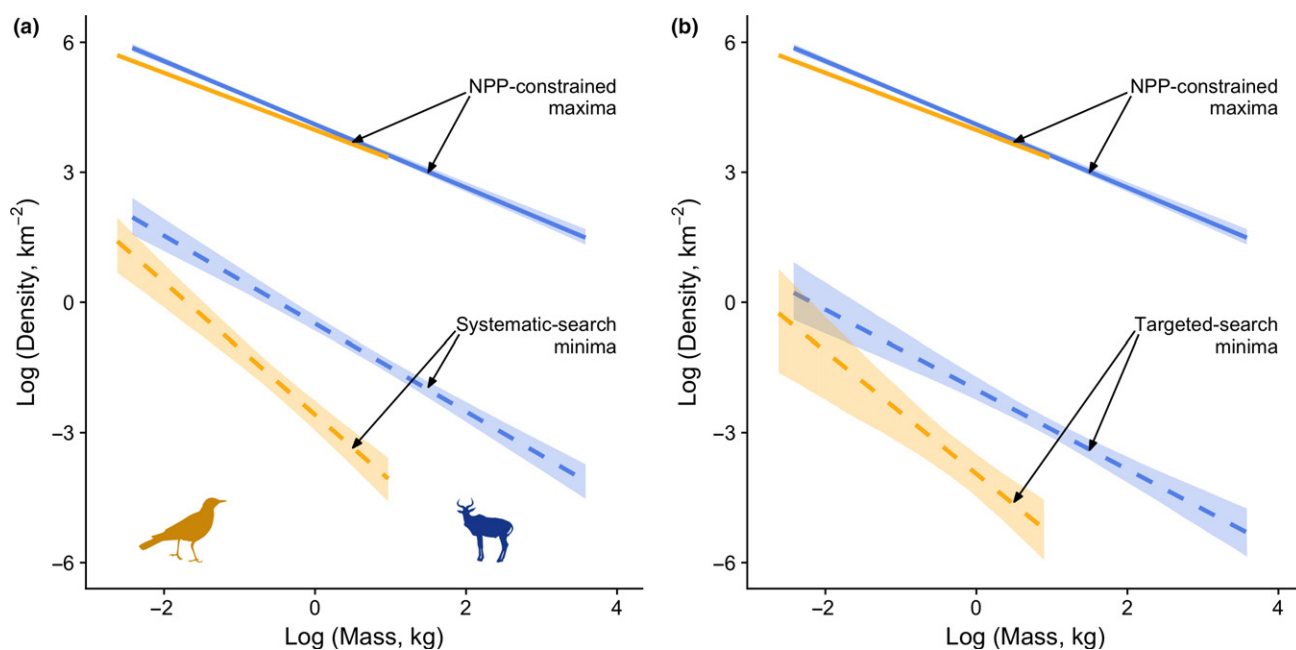 (a)
6
3
0
−3
−6
Log (Density, km⁻²)
NPP-constrained
maxima
Systematic-search
minima
−2
0
2
4
Log (Mass, kg)
(b)
6
3
0
−3
−6
Log (Density, km⁻²)
NPP-constrained
maxima
Targeted-search
minima
−2
0
2
4
Log (Mass, kg)